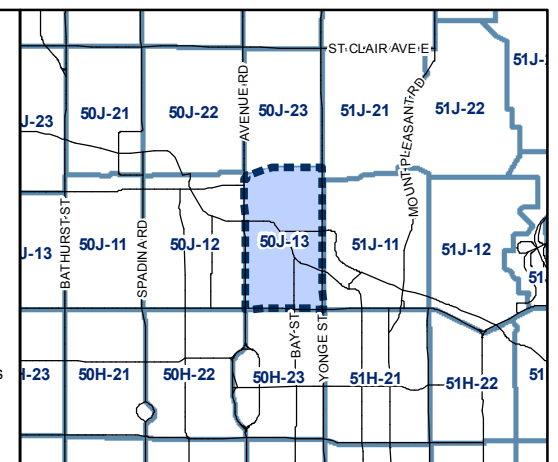 ST CLAIR AVE E
51J-
AVENUE RD
50J-21
50J-22
50J-23
51J-21
51J-22
J-23
MOUNT PLEASANT RD
BATHURST ST
SPADINA RD
J-13
50J-11
50J-12
50J-13
51J-11
51J-12
51J
BAY ST
YONGE ST
H-23
50H-21
50H-22
50H-23
51H-21
51H-22
51
s